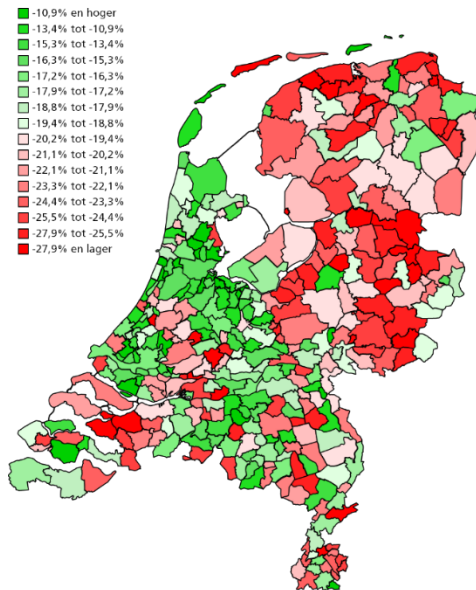 -10,9% en hoger
-13,4% tot -10,9%
-15,3% tot -13,4%
-16,3% tot -15,3%
-17,2% tot -16,3%
-17,9% tot -17,2%
-18,8% tot -17,9%
-19,4% tot -18,8%
-20,2% tot -19,4%
-21,1% tot -20,2%
-22,1% tot -21,1%
-23,3% tot -22,1%
-24,4% tot -23,3%
-25,5% tot -24,4%
-27,9% tot -25,5%
-27,9% en lager